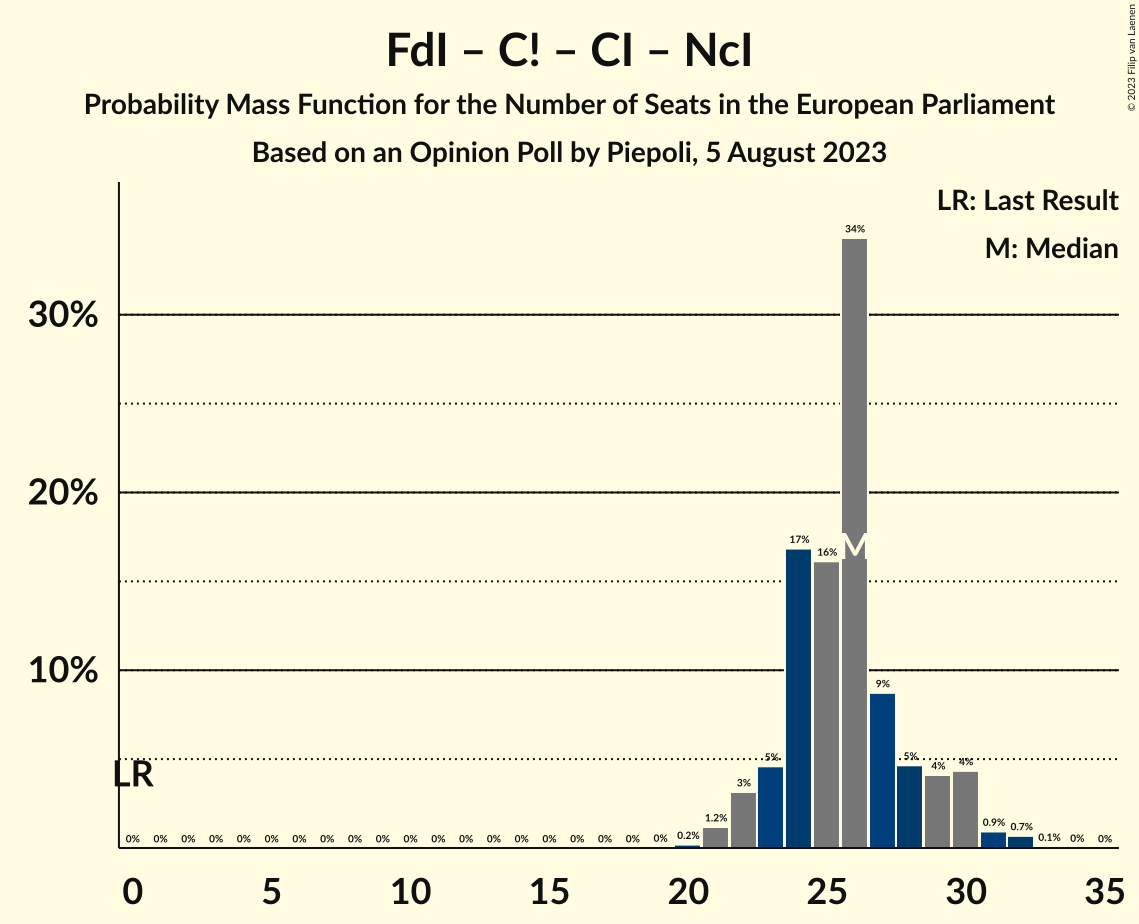 FdI – C! – CI – NcI
Probability Mass Function for the Number of Seats in the European Parliament
Based on an Opinion Poll by Piepoli, 5 August 2023
© 2023 Filip van Laenen
LR: Last Result
M: Median
30%
20%
10%
LR
M
0% 0% 0% 0% 0% 0% 0% 0% 0% 0% 0% 0% 0% 0% 0% 0% 0% 0% 0% 0% 0.2% 1.2% 3% 5% 17% 16% 34% 9% 5% 4% 4% 0.9% 0.7% 0.1% 0% 0%
0 5 10 15 20 25 30 35